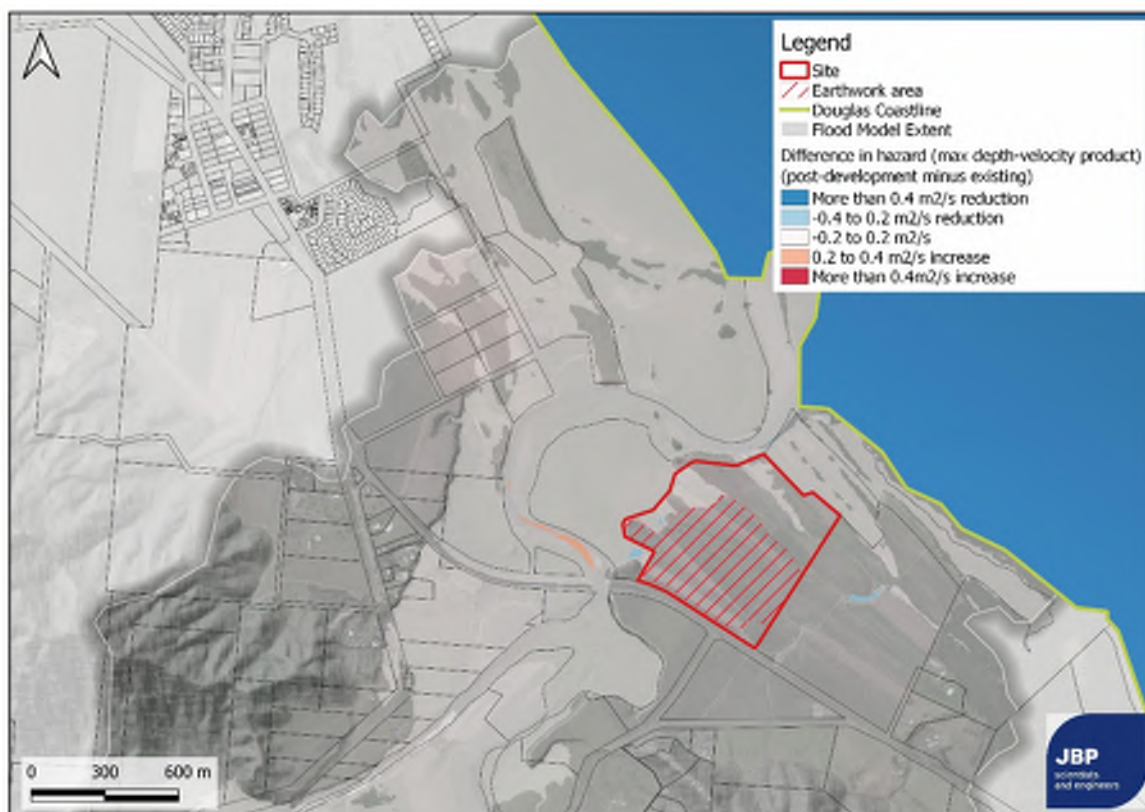 Legend
Site
Earthwork area
Douglas Coastline
Flood Model Extent
Difference in hazard (max depth-velocity product)
(post-development minus existing)
More than 0.4 m2/s reduction
-0.4 to 0.2 m2/s reduction
-0.2 to 0.2 m2/s
0.2 to 0.4 m2/s increase
More than 0.4m2/s increase
0 300 600 m
JBP
scientists
and engineers